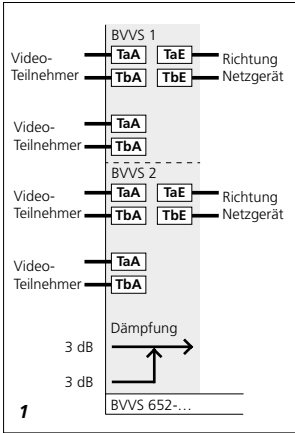 BVVS 1
Video-
Teilnehmer
TaA TaE
TbA TbE
Richtung
Netzgerät
Video-
Teilnehmer
TaA
TbA
BVVS 2
Video-
Teilnehmer
TaA TaE
TbA TbE
Richtung
Netzgerät
Video-
Teilnehmer
TaA
TbA
Dämpfung
3 dB
3 dB
BVVS 652-...
1